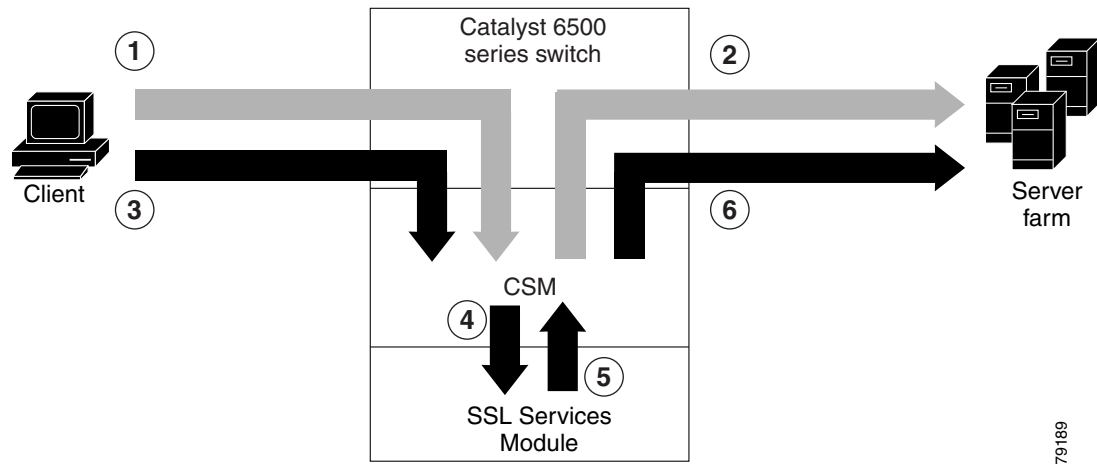 Catalyst 6500
series switch
1
2
Client
3
Server
farm
6
CSM
4
5
SSL Services
Module
79189